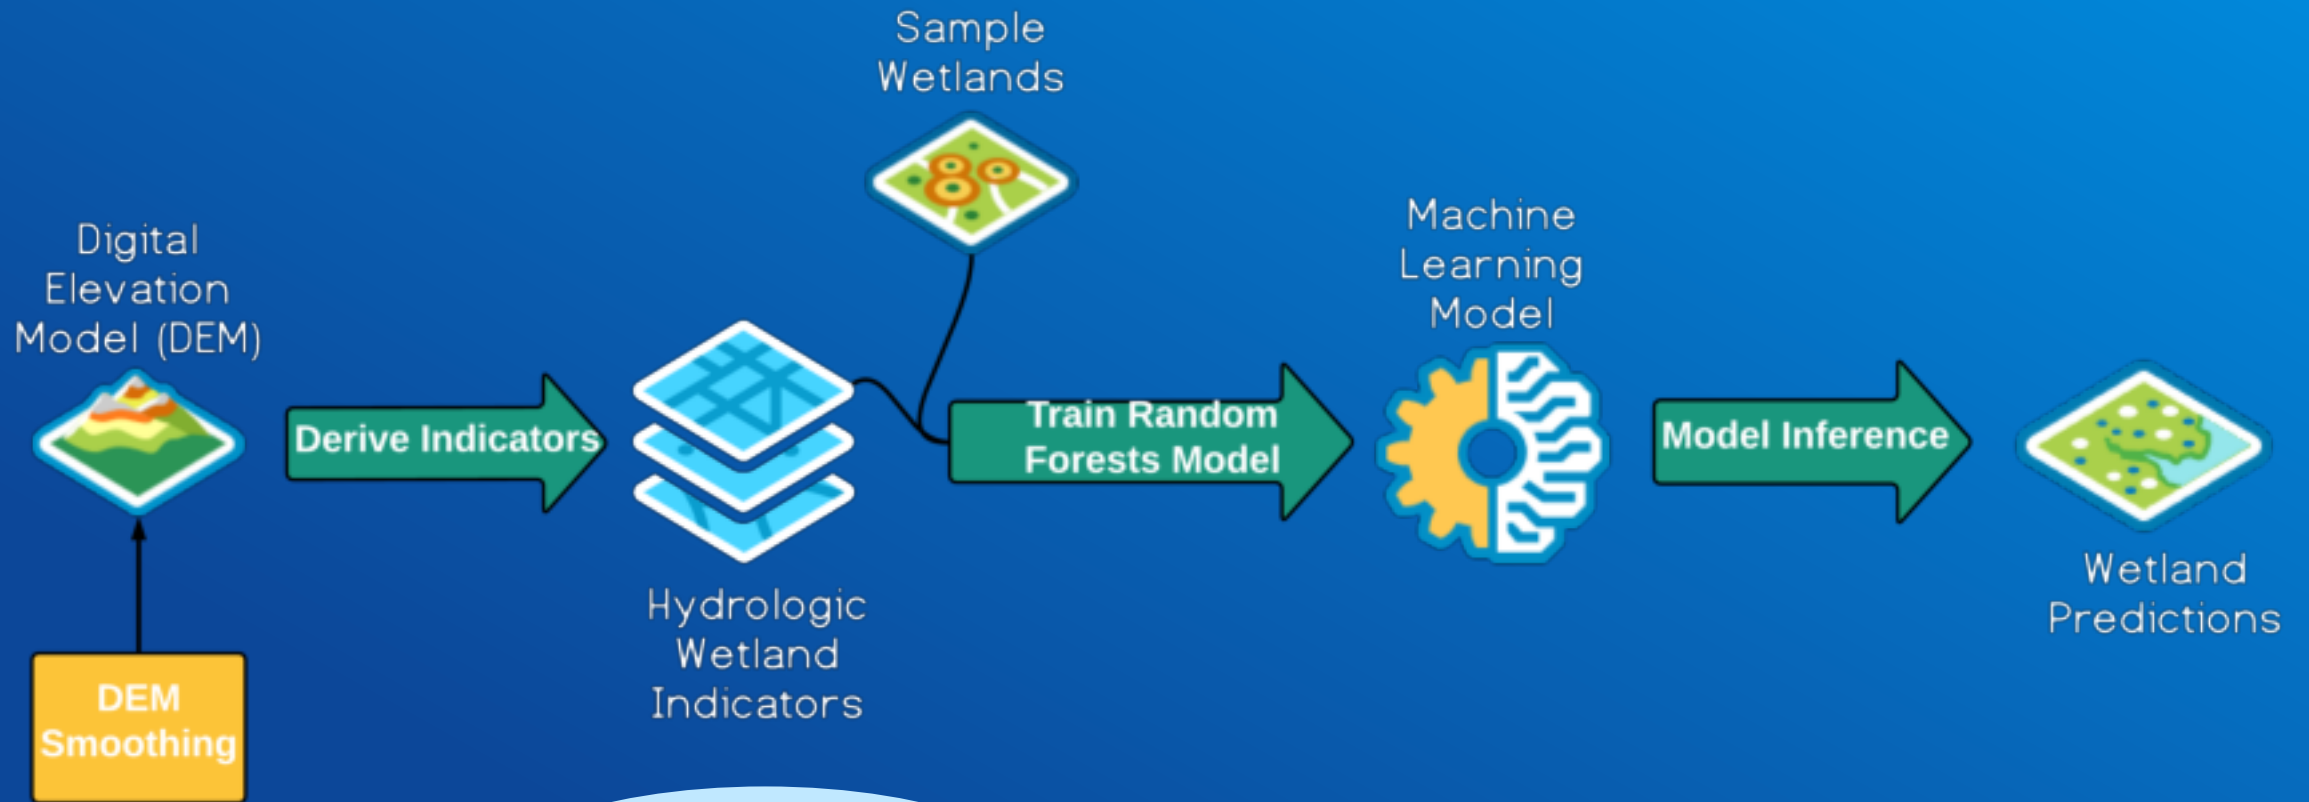 Sample
Wetlands
Digital
Elevation
Model (DEM)
Machine
Learning
Model
Derive Indicators
Train Random
Forests Model
Model Inference
Hydrologic
Wetland
Indicators
Wetland
Predictions
DEM
Smoothing